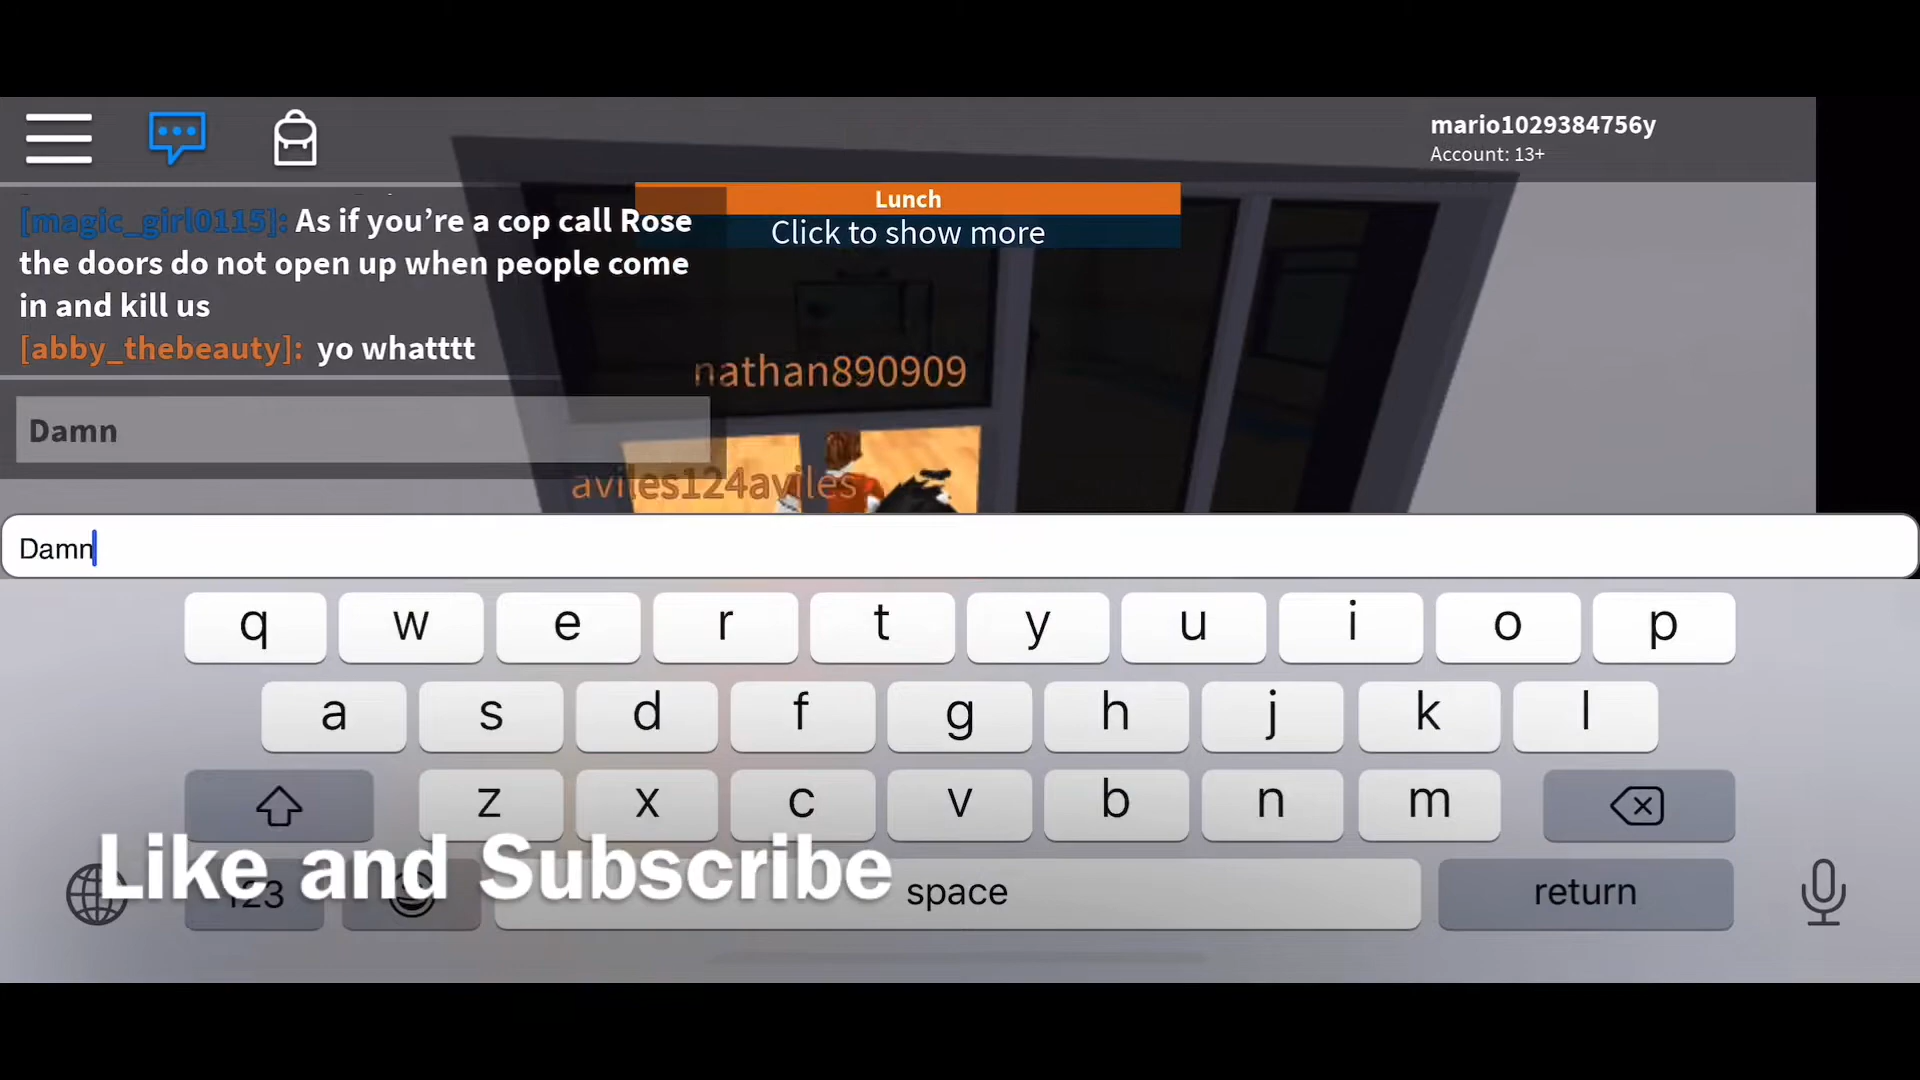 mario1029384756y
Account: 13+
Lunch
Click to show more
[magic_girl0115]: As if you’re a cop call Rose
the doors do not open up when people come
in and kill us
[abby_thebeauty]: yo whatttt
nathan890909
Damn
aviles124aviles
Damn
q w e r t y u i o p
a s d f g h j k l
z x c v b n m
Like and Subscribe
123 space return